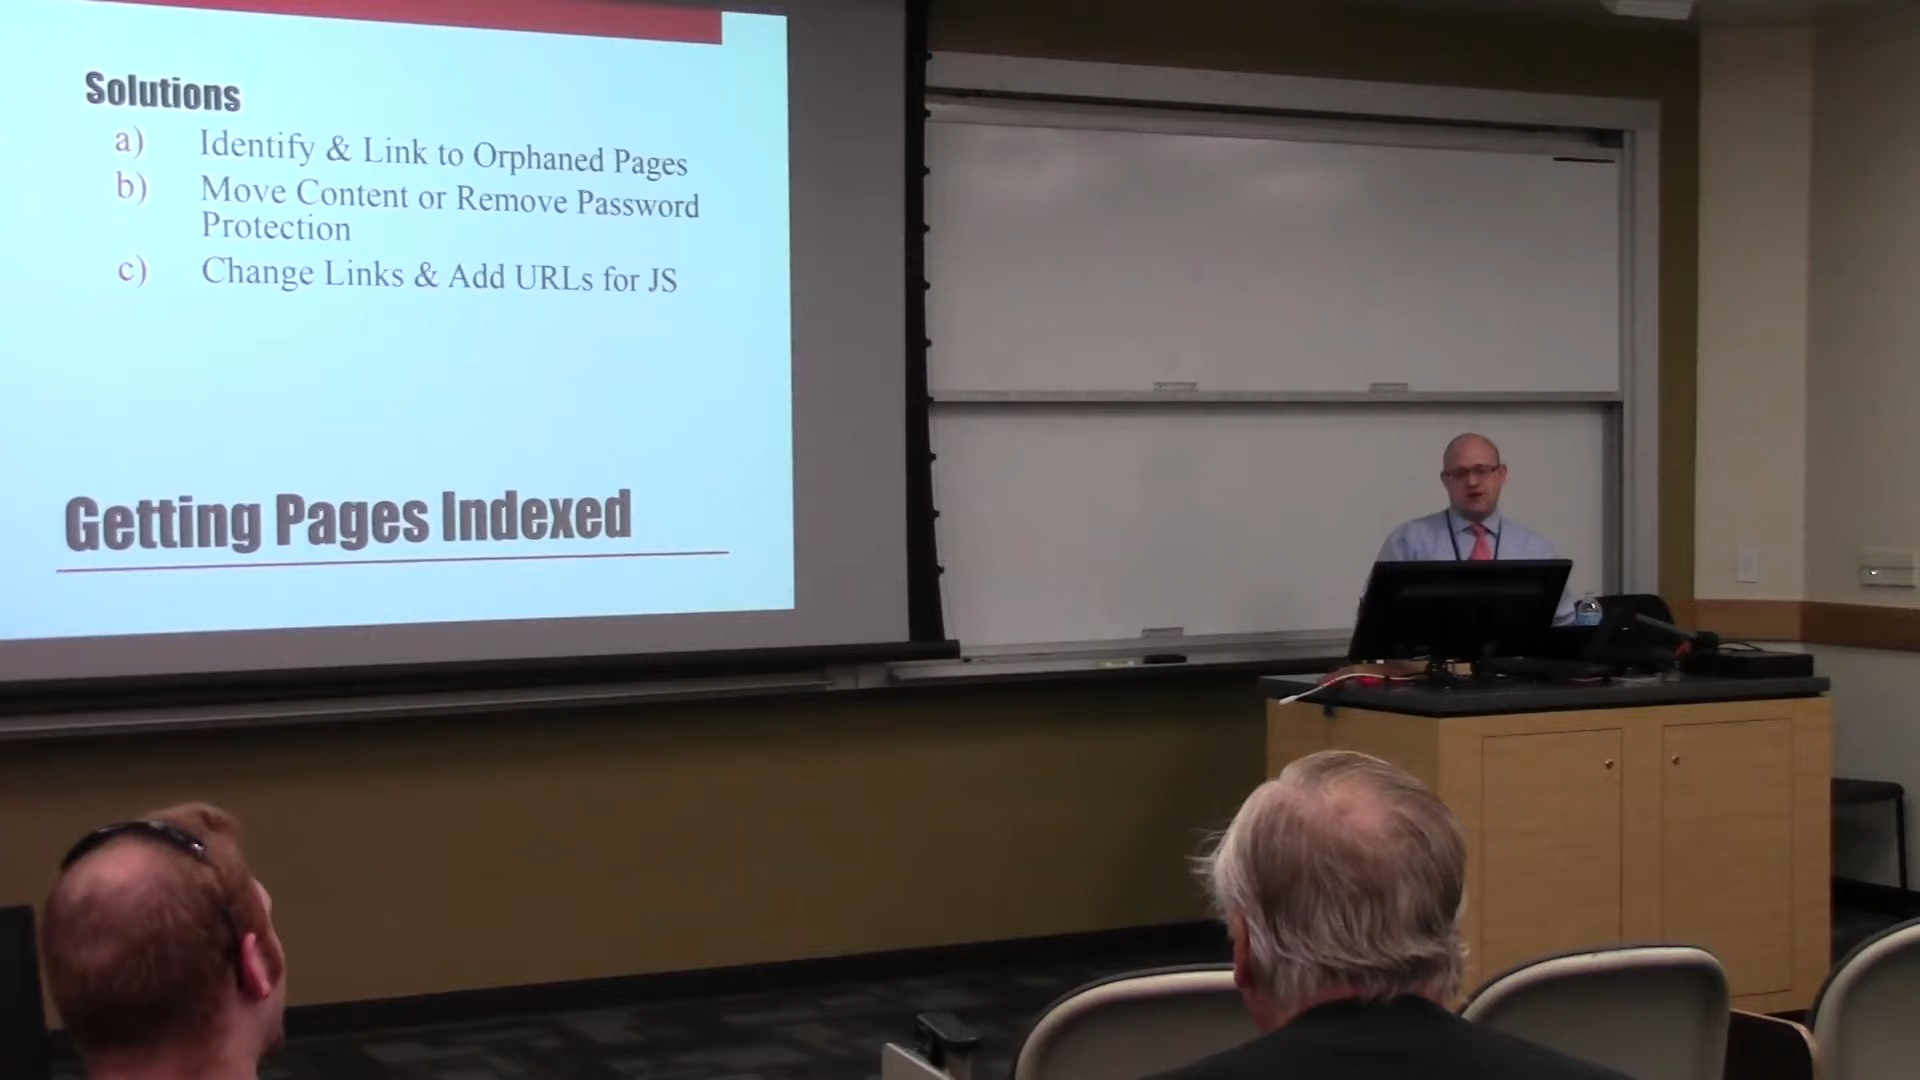 Solutions
a) Identify & Link to Orphaned Pages
b) Move Content or Remove Password
Protection
c) Change Links & Add URLs for JS
Getting Pages Indexed